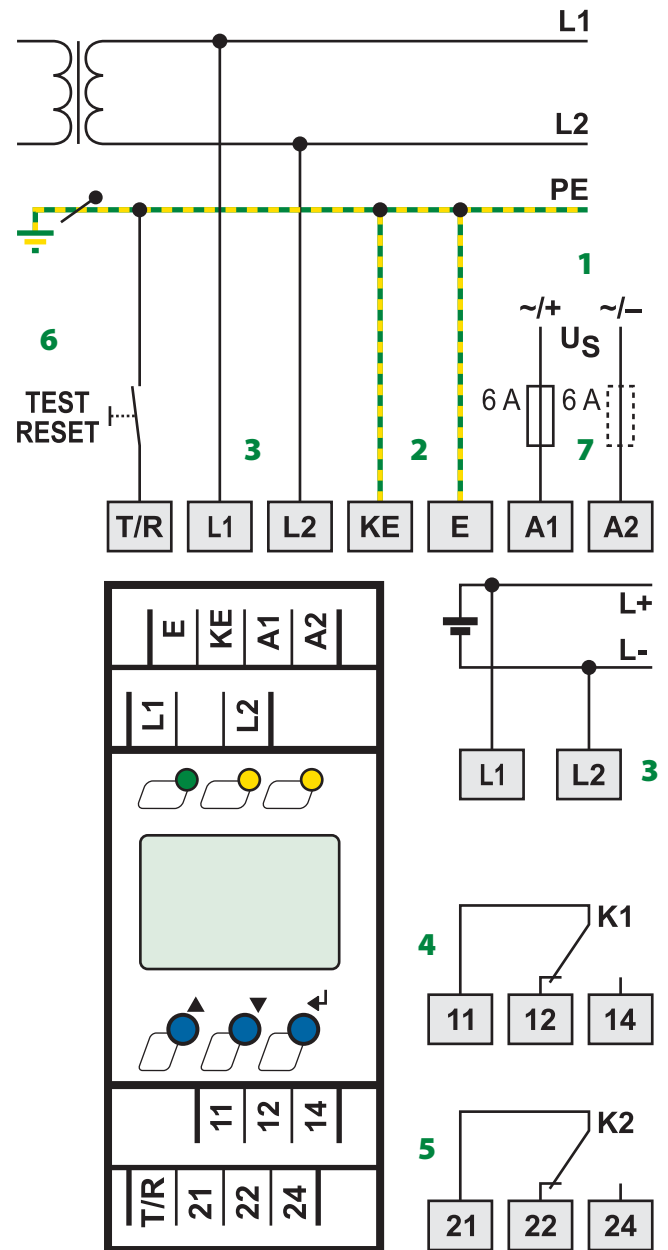 L1
L2
PE
1
~/+ ~/–
US
6
6 A 6 A
TEST
RESET
3 2 7
T/R L1 L2 KE E A1 A2
E KE A1 A2
L+
L-
L1 L2
L1 L2 3
▲ ▼ ↵
4 K1
11 12 14
11 12 14
5 K2
T/R 21 22 24
21 22 24